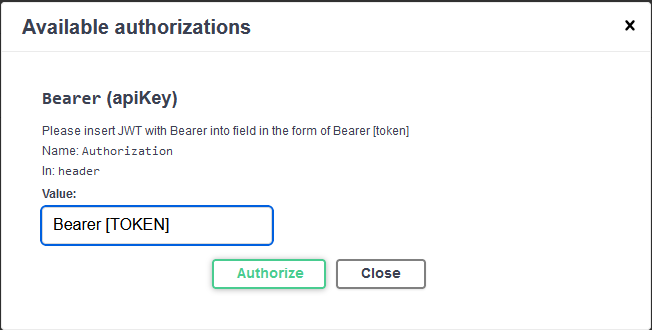 Available authorizations
Bearer (apiKey)
Please insert JWT with Bearer into field in the form of Bearer [token]
Name: Authorization
In: header
Value:
Bearer [TOKEN]
Authorize Close